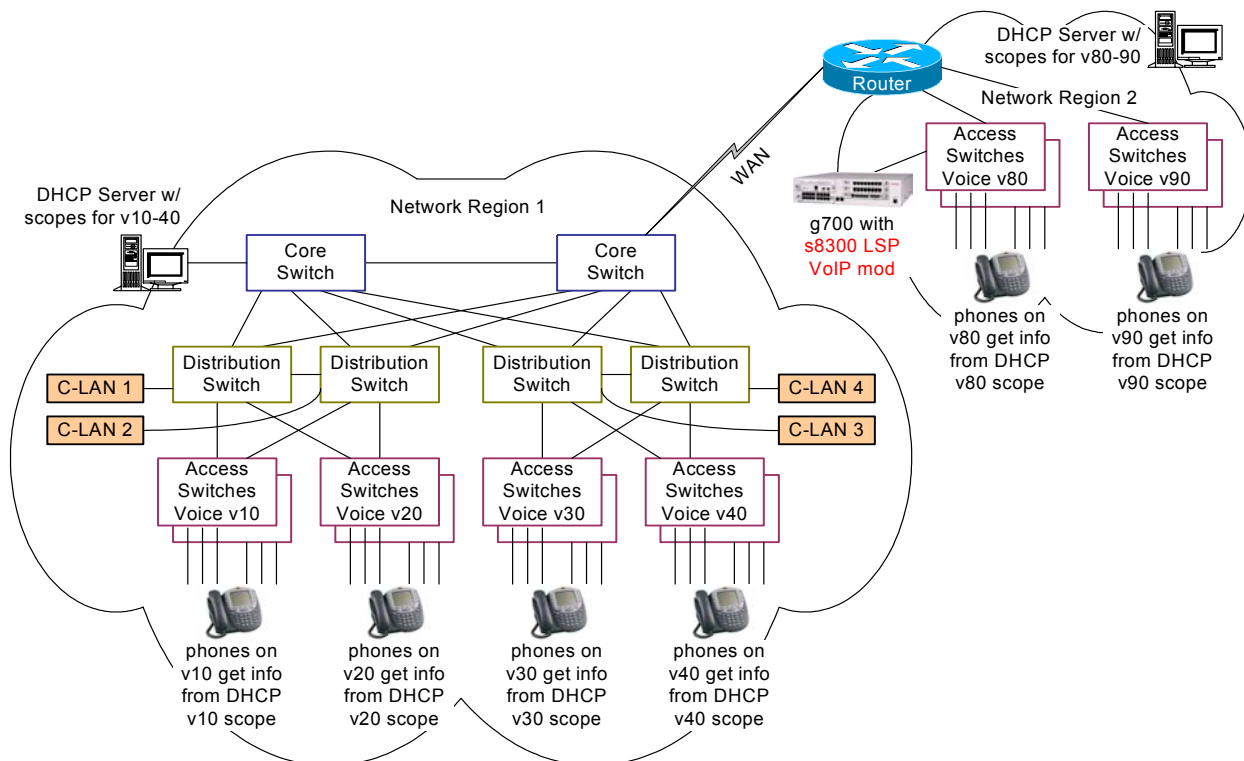 DHCP Server w/
scopes for v80-90
Router
Network Region 2
Access
Switches
Voice v80
Access
Switches
Voice v90
WAN
g700 with
s8300 LSP
VoIP mod
phones on
v80 get info
from DHCP
v80 scope
phones on
v90 get info
from DHCP
v90 scope
DHCP Server w/
scopes for v10-40
Network Region 1
Core
Switch
Core
Switch
Distribution
Switch
Distribution
Switch
Distribution
Switch
Distribution
Switch
C-LAN 1
C-LAN 2
C-LAN 4
C-LAN 3
Access
Switches
Voice v10
Access
Switches
Voice v20
Access
Switches
Voice v30
Access
Switches
Voice v40
phones on
v10 get info
from DHCP
v10 scope
phones on
v20 get info
from DHCP
v20 scope
phones on
v30 get info
from DHCP
v30 scope
phones on
v40 get info
from DHCP
v40 scope